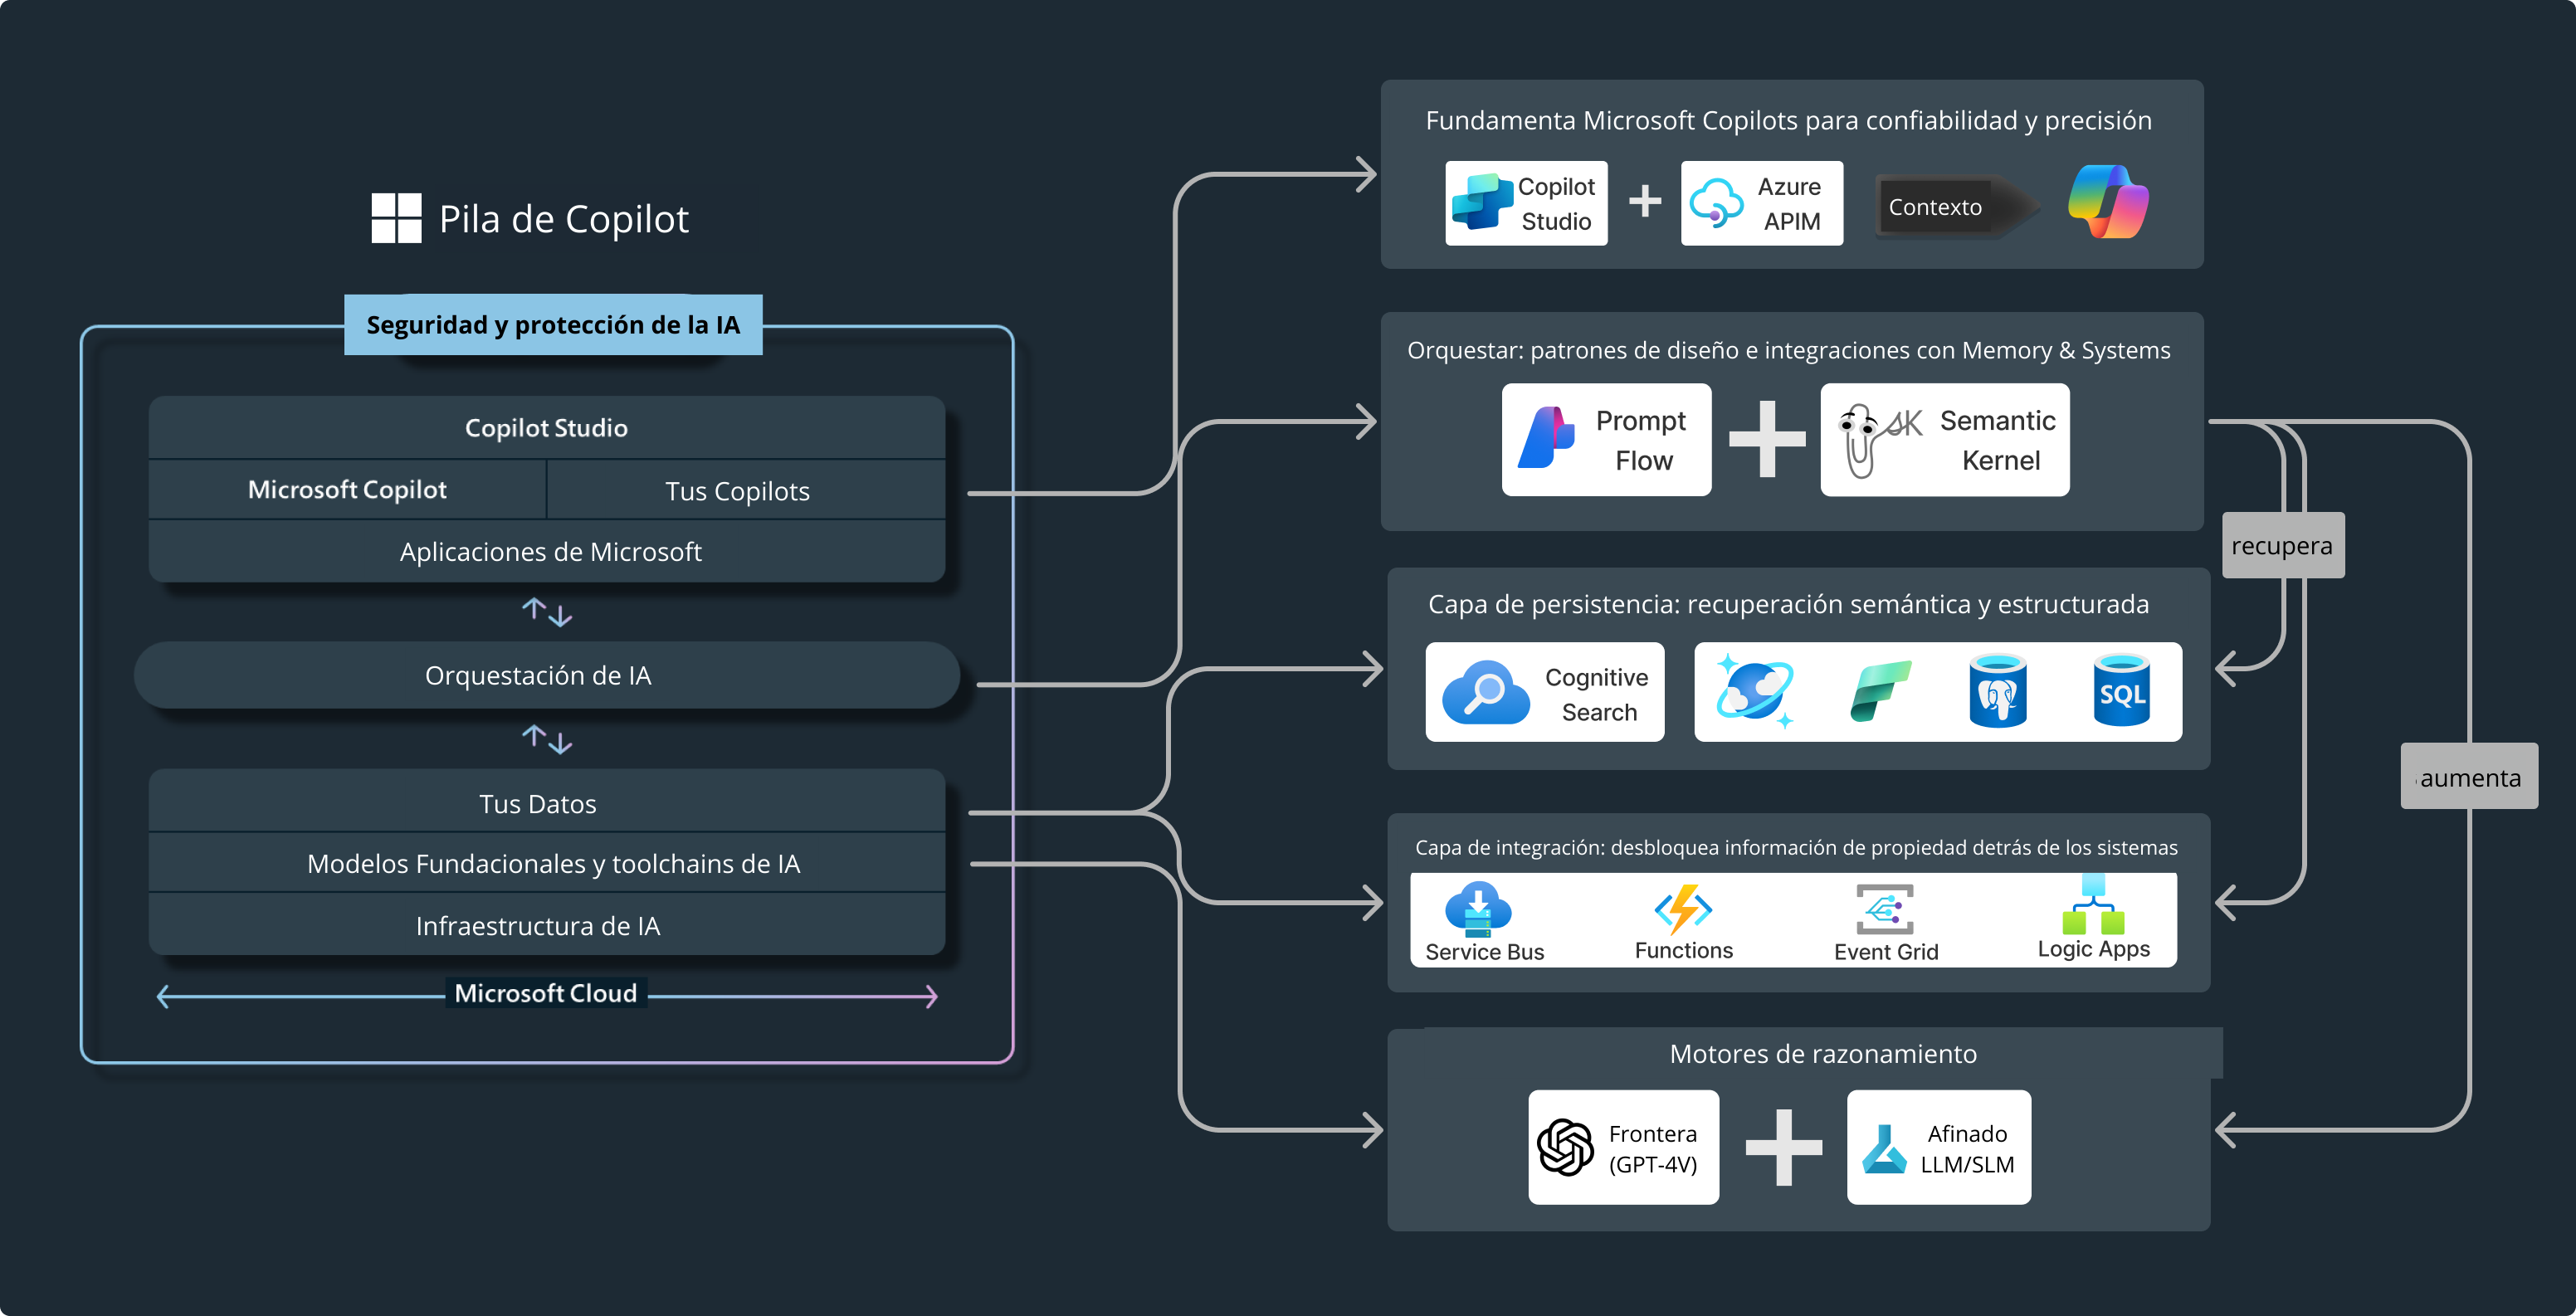 Pila de Copilot
Seguridad y protección de la IA
Copilot Studio
Microsoft Copilot
Tus Copilots
Aplicaciones de Microsoft
Orquestación de IA
Tus Datos
Modelos Fundacionales y toolchains de IA
Infraestructura de IA
Microsoft Cloud
Fundamenta Microsoft Copilots para confiabilidad y precisión
Copilot
Studio
+
Azure
APIM
Contexto
Orquestar: patrones de diseño e integraciones con Memory & Systems
Prompt
Flow
+
SK
Semantic
Kernel
recupera
Capa de persistencia: recuperación semántica y estructurada
Cognitive
Search
SQL
aumenta
Capa de integración: desbloquea información de propiedad detrás de los sistemas
Service Bus
Functions
Event Grid
Logic Apps
Motores de razonamiento
Frontera
(GPT-4V)
+
Afinado
LLM/SLM